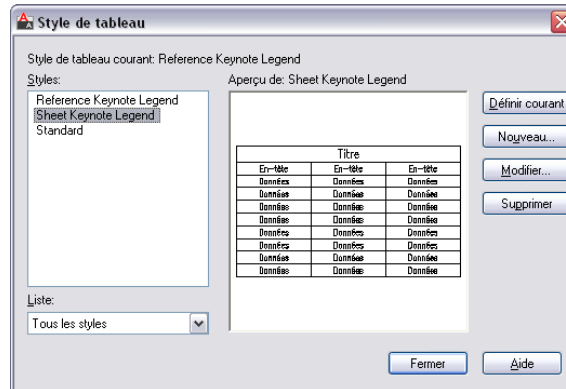 Style de tableau
Style de tableau courant: Reference Keynote Legend
Styles:
Reference Keynote Legend
Sheet Keynote Legend
Standard
Aperçu de: Sheet Keynote Legend
Titre
En-tête En-tête En-tête
Données Données Données
Données Données Données
Données Données Données
Données Données Données
Données Données Données
Données Données Données
Données Données Données
Données Données Données
Définir courant
Nouveau...
Modifier...
Supprimer
Liste:
Tous les styles
Fermer
Aide